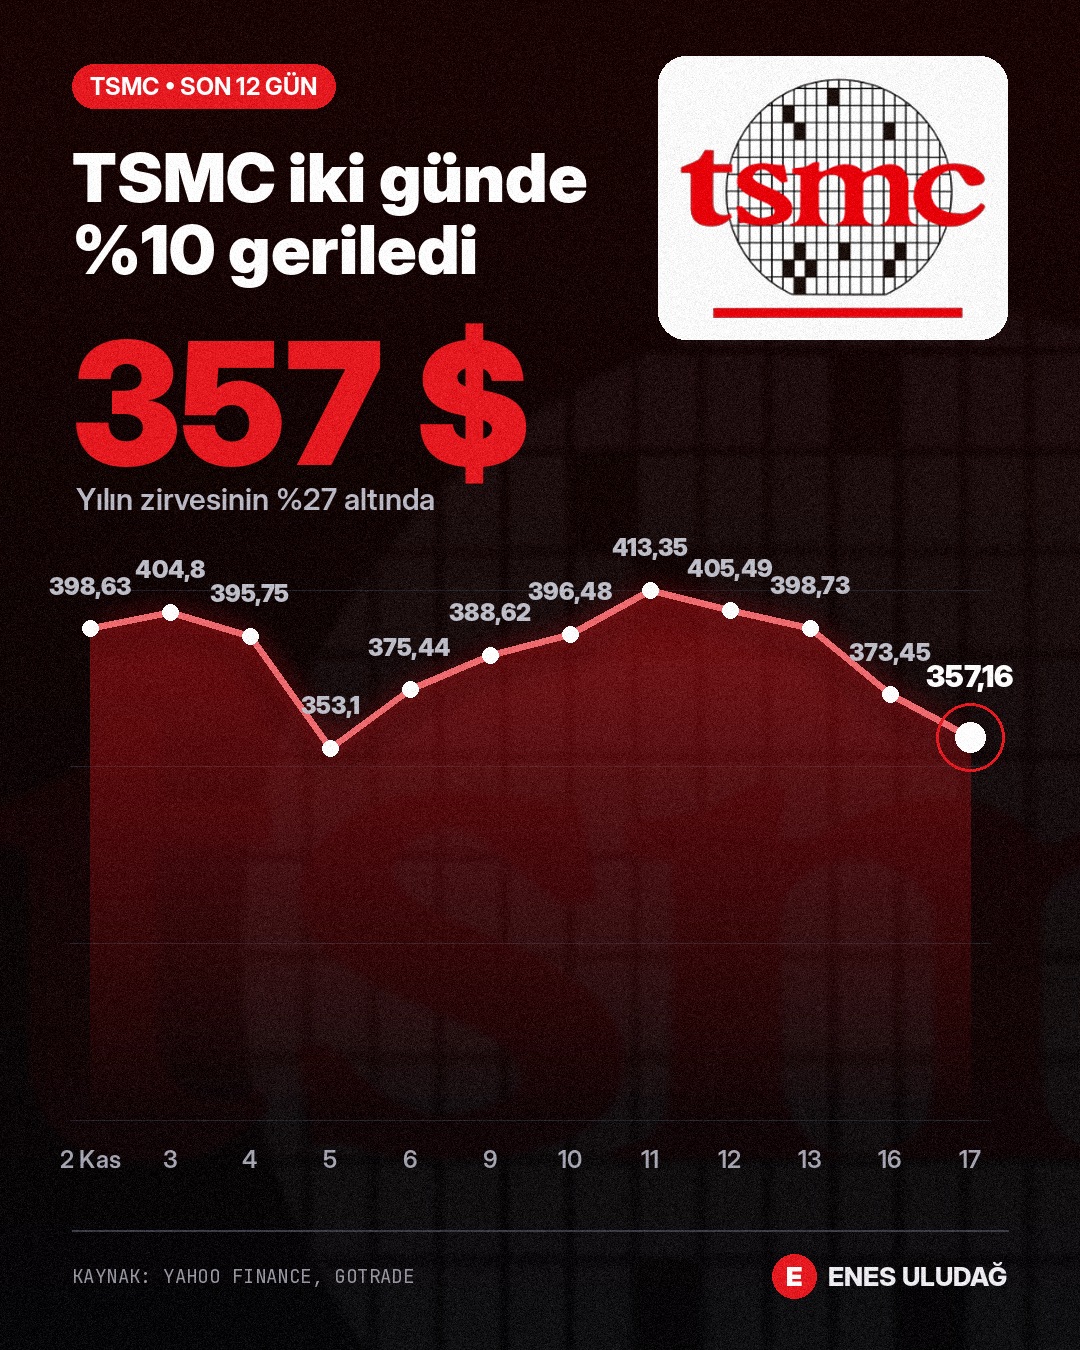 TSMC • SON 12 GÜN
tsmc
TSMC iki günde
%10 geriledi
357 $
Yılın zirvesinin %27 altında
398,63
404,8
395,75
353,1
375,44
388,62
396,48
413,35
405,49
398,73
373,45
357,16
2 Kas 3 4 5 6 9 10 11 12 13 16 17
KAYNAK: YAHOO FINANCE, GOTRADE
E ENES ULUDAĞ